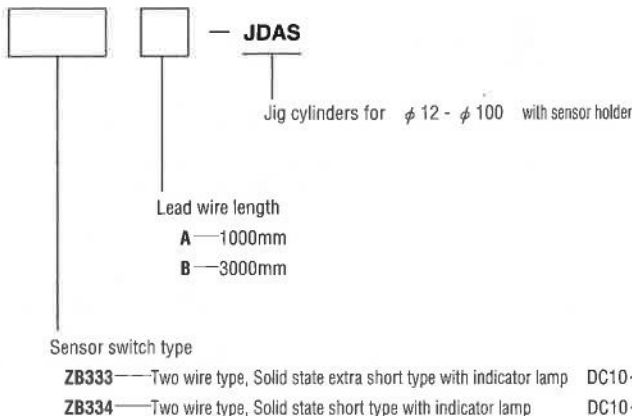 — JDAS
Jig cylinders for φ 12 - φ 100 with sensor holder
Lead wire length
A—1000mm
B—3000mm
Sensor switch type
ZB333—Two wire type, Solid state extra short type with indicator lamp DC10-
ZB334—Two wire type, Solid state short type with indicator lamp DC10-